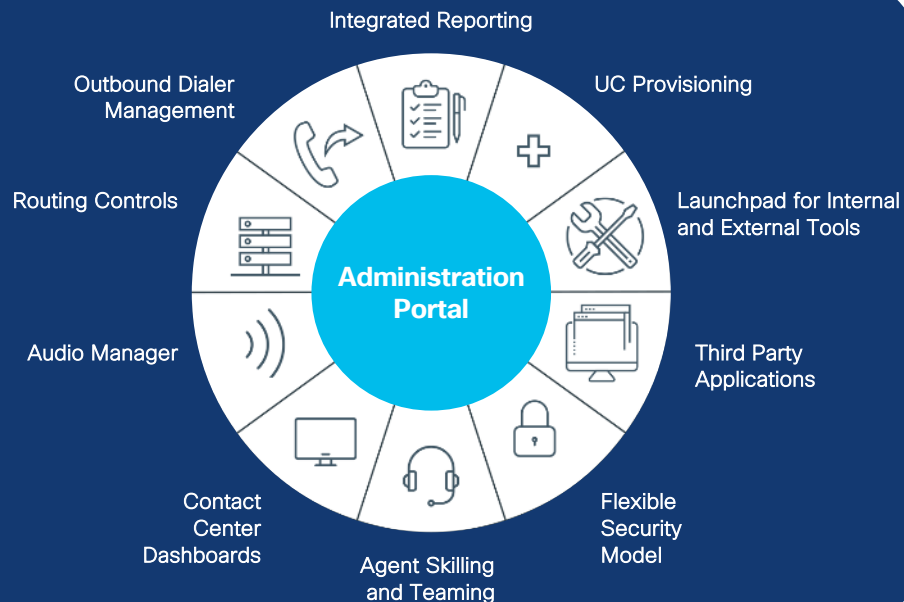 Integrated Reporting
Outbound Dialer
Management
UC Provisioning
Routing Controls
Launchpad for Internal
and External Tools
Administration
Portal
Audio Manager
Third Party
Applications
Contact
Center
Dashboards
Flexible
Security
Model
Agent Skilling
and Teaming